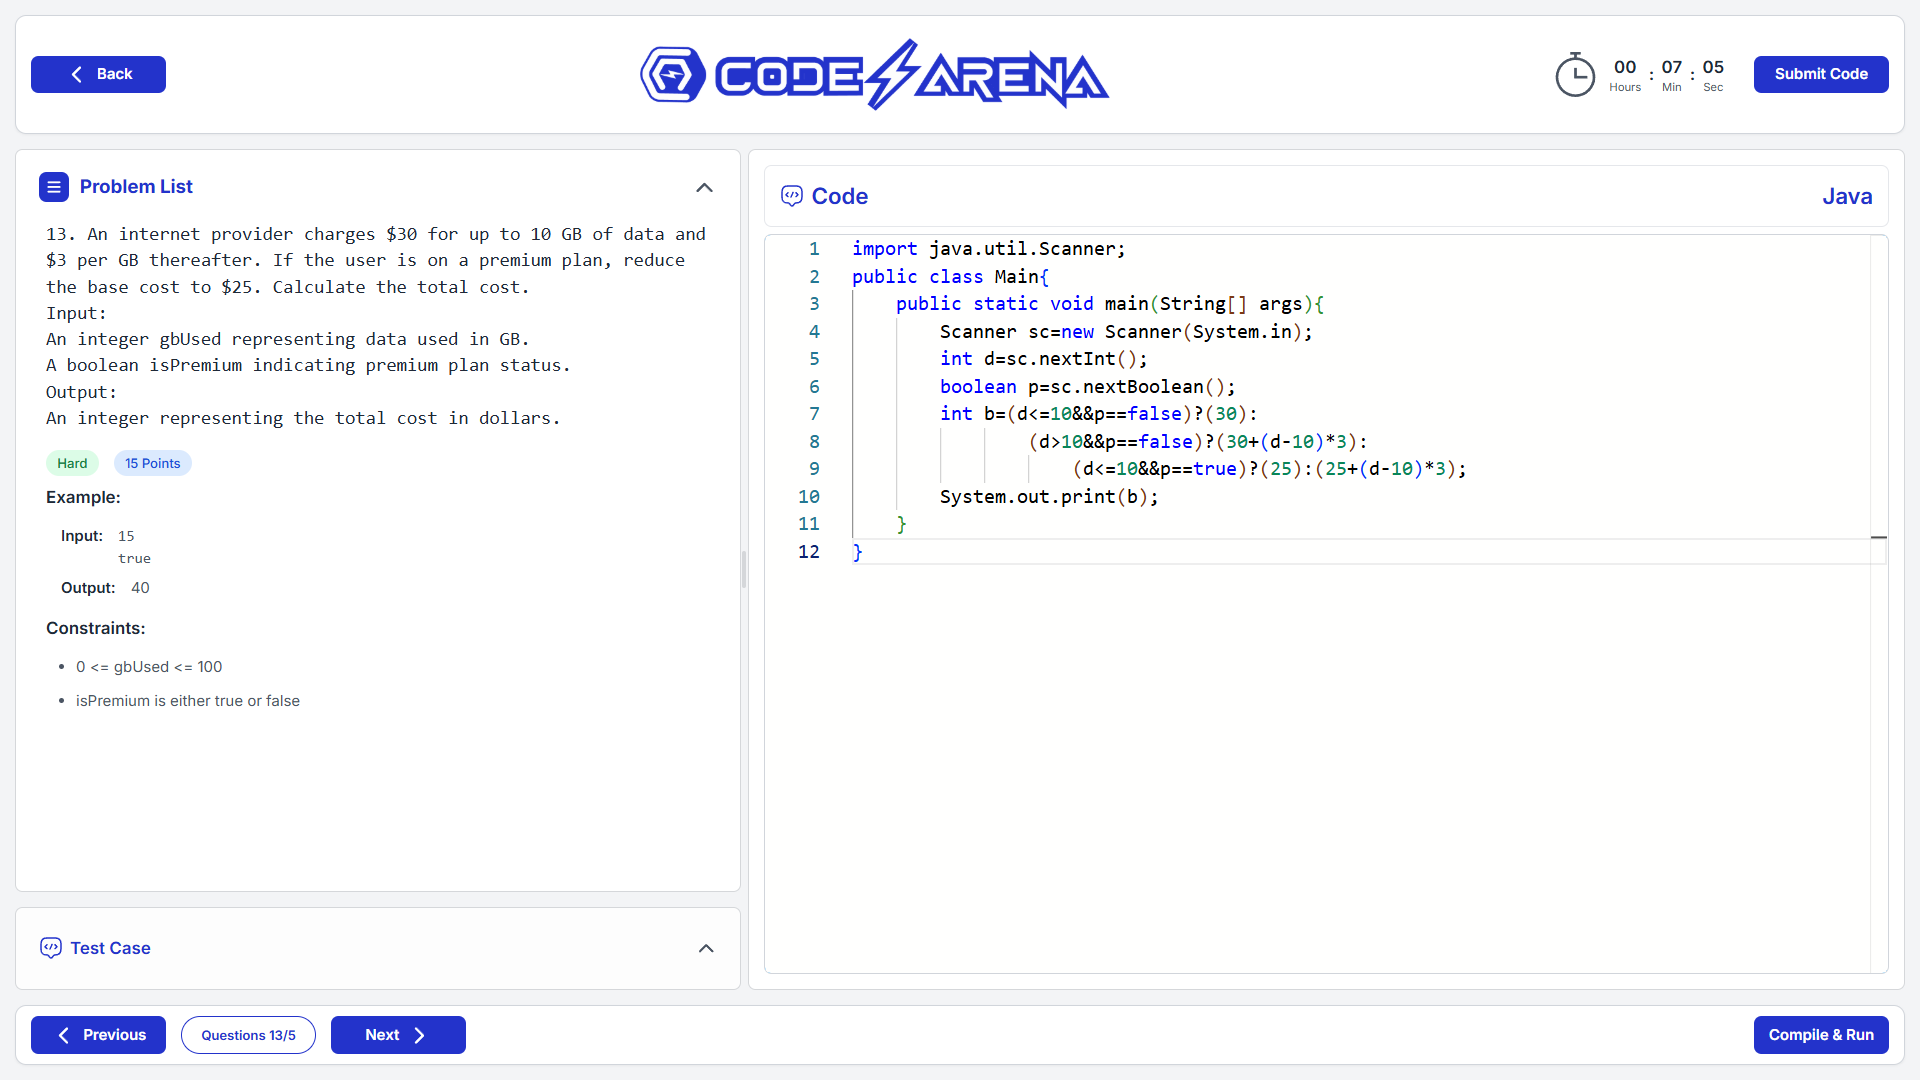 Back
CODE ARENA
00 : 07 : 05
Hours Min Sec
Submit Code
Problem List
13. An internet provider charges $30 for up to 10 GB of data and
$3 per GB thereafter. If the user is on a premium plan, reduce
the base cost to $25. Calculate the total cost.
Input:
An integer gbUsed representing data used in GB.
A boolean isPremium indicating premium plan status.
Output:
An integer representing the total cost in dollars.
Hard 15 Points
Example:
Input: 15
true
Output: 40
Constraints:
• 0 <= gbUsed <= 100
• isPremium is either true or false
Test Case
Code
Java
1 import java.util.Scanner;
2 public class Main{
3 public static void main(String[] args){
4 Scanner sc=new Scanner(System.in);
5 int d=sc.nextInt();
6 boolean p=sc.nextBoolean();
7 int b=(d<=10&&p==false)?(30):
8 (d>10&&p==false)?(30+(d-10)*3):
9 (d<=10&&p==true)?(25):(25+(d-10)*3);
10 System.out.print(b);
11 }
12 }
Previous
Questions 13/5
Next
Compile & Run